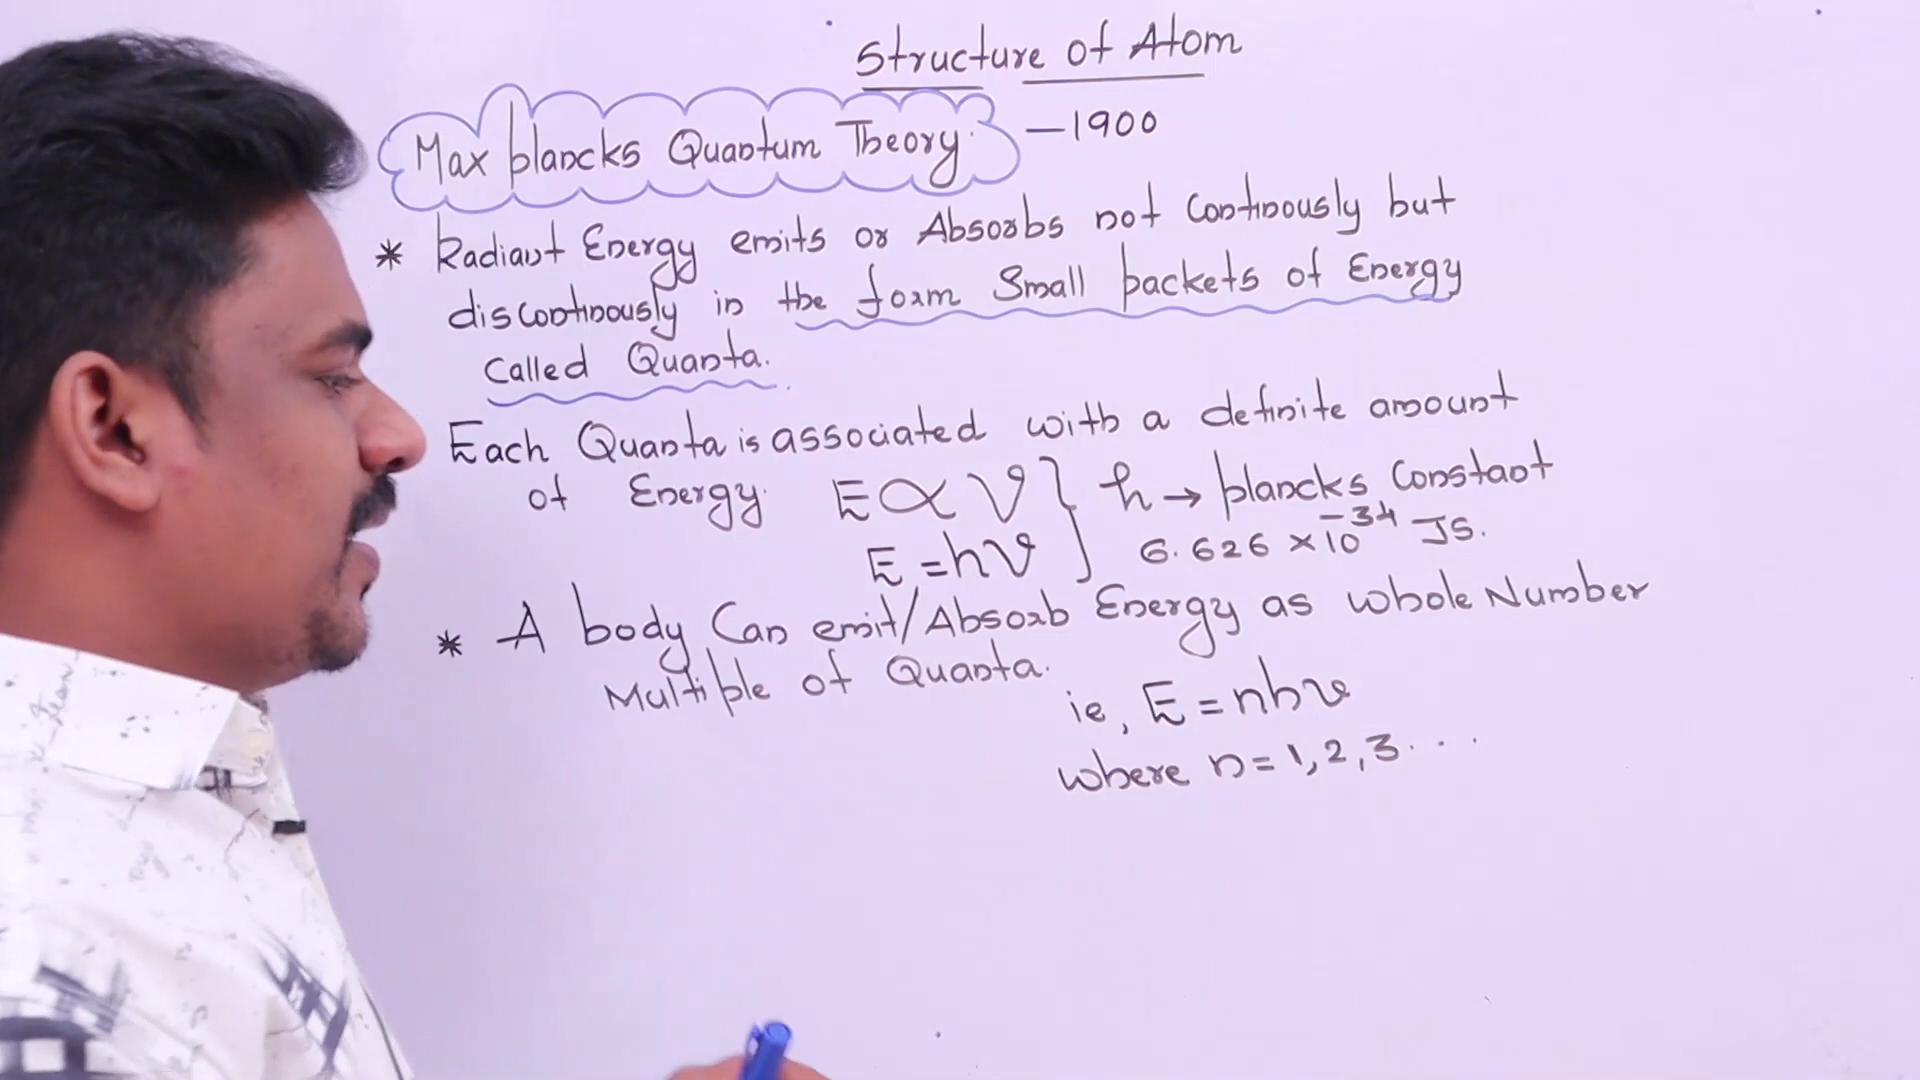 Structure of Atom
Max plancks Quantum Theory. — 1900
* Radiant Energy emits or Absorbs not continously but
discontinously in the form Small packets of Energy
called Quanta.
Each Quanta is associated with a definite amount
of Energy. E ∝ ν } h → plancks Constant
E = hν } 6.626 × 10⁻³⁴ JS.
* A body Can emit/Absorb Energy as whole Number
Multiple of Quanta.
ie, E = nhν
where n = 1, 2, 3 . . .